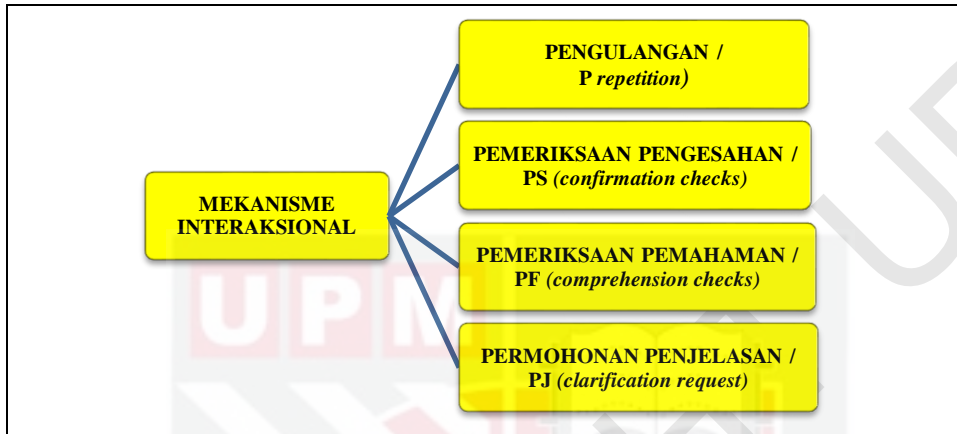 PENGULANGAN /
P repetition)
PEMERIKSAAN PENGESAHAN /
PS (confirmation checks)
MEKANISME
INTERAKSIONAL
PEMERIKSAAN PEMAHAMAN /
PF (comprehension checks)
PERMOHONAN PENJELASAN /
PJ (clarification request)
UPM